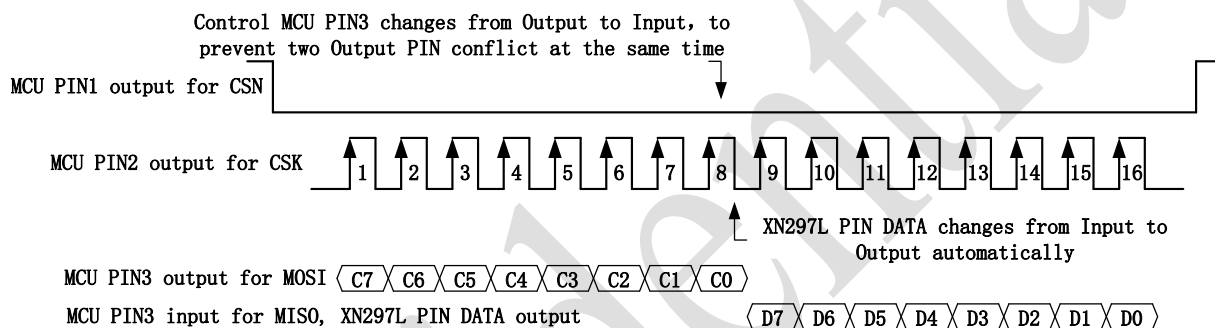 Control MCU PIN3 changes from Output to Input, to
prevent two Output PIN conflict at the same time
MCU PIN1 output for CSN
MCU PIN2 output for CSK
1 2 3 4 5 6 7 8 9 10 11 12 13 14 15 16
XN297L PIN DATA changes from Input to
Output automatically
MCU PIN3 output for MOSI C7 C6 C5 C4 C3 C2 C1 C0
MCU PIN3 input for MISO, XN297L PIN DATA output D7 D6 D5 D4 D3 D2 D1 D0